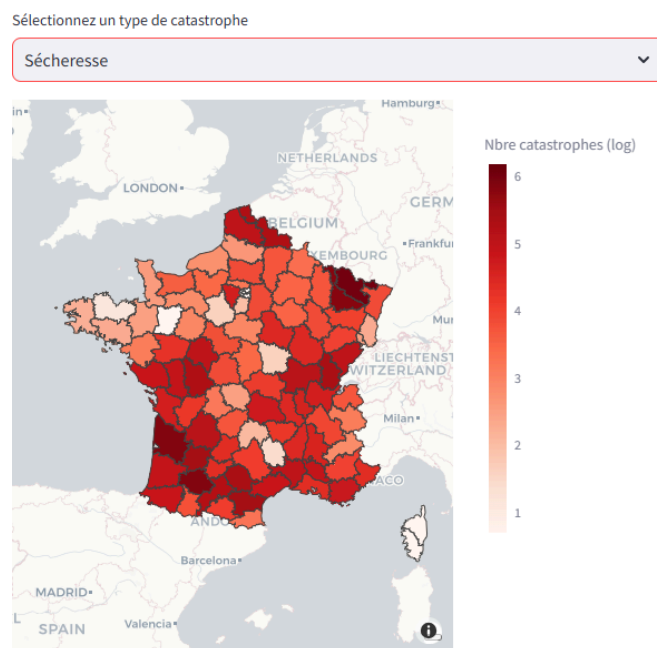 Sélectionnez un type de catastrophe
Sécheresse
Hamburg
NETHERLANDS
LONDON
GERM
BELGIUM
Frankfu
XEMBOURG
Mu
LIECHTENST
WITZERLAND
Milan
ACO
ANDO
Barcelona
MADRID
SPAIN
Valencia
Nbre catastrophes (log)
6
5
4
3
2
1